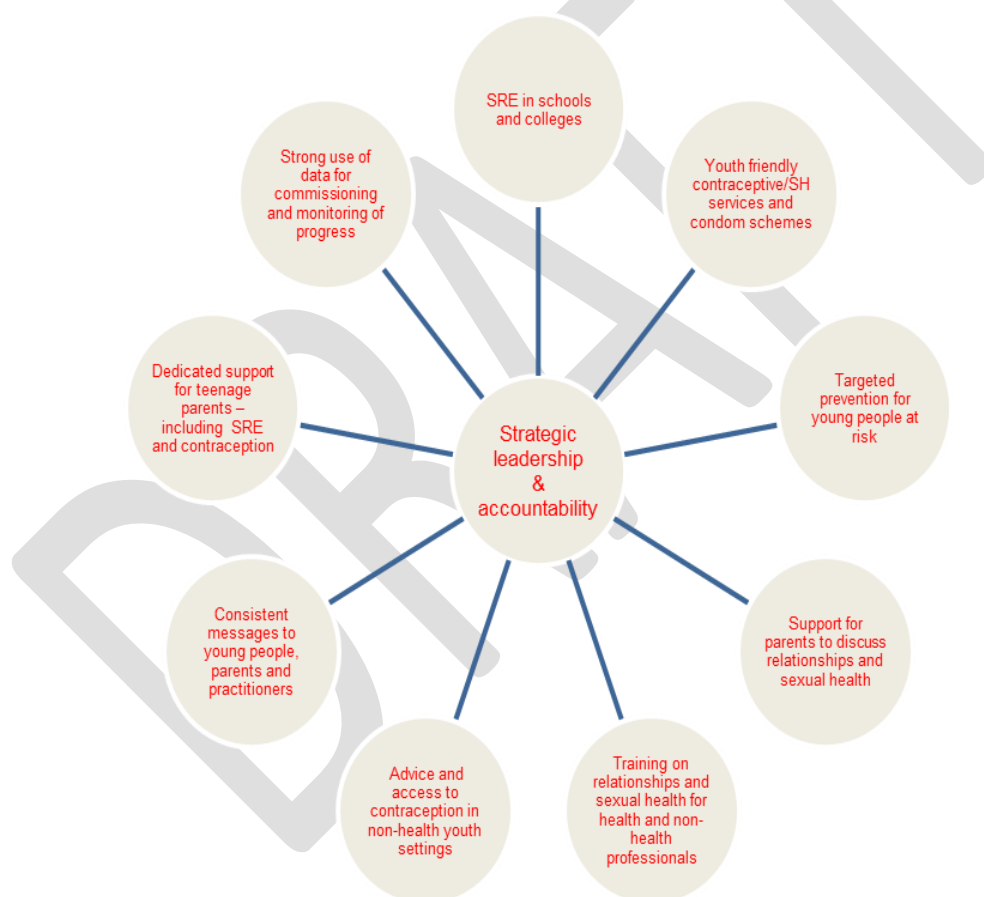 SRE in schools
and colleges
Youth friendly
contraceptive/SH
services and
condom schemes
Targeted
prevention for
young people at
risk
Support for
parents to discuss
relationships and
sexual health
Training on
relationships and
sexual health for
health and non-
health
professionals
Advice and
access to
contraception in
non-health youth
settings
Consistent
messages to
young people,
parents and
practitioners
Dedicated support
for teenage
parents –
including SRE
and contraception
Strong use of
data for
commissioning
and monitoring of
progress
Strategic
leadership
&
accountability
DRAFT